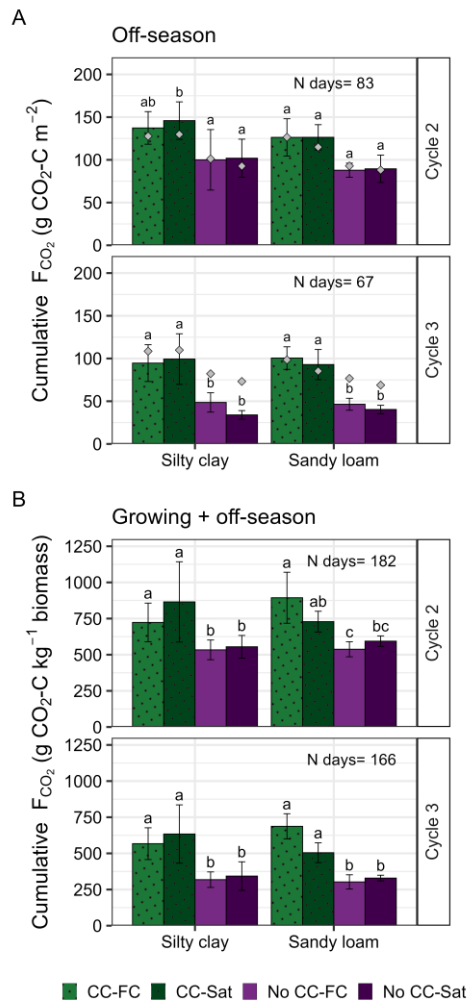 A
Off-season
Cumulative F_CO₂ (g CO₂-C m⁻²)
200
150
100
50
0
N days= 83
ab
b
a
a
a
a
a
a
Cycle 2
200
150
100
50
0
N days= 67
a
a
b
b
a
a
b
b
Cycle 3
Silty clay
Sandy loam
B
Growing + off-season
Cumulative F_CO₂ (g CO₂-C kg⁻¹ biomass)
1250
1000
750
500
250
0
N days= 182
a
a
b
b
a
ab
c
bc
Cycle 2
1250
1000
750
500
250
0
N days= 166
a
a
b
b
a
a
b
b
Cycle 3
Silty clay
Sandy loam
CC-FC
CC-Sat
No CC-FC
No CC-Sat